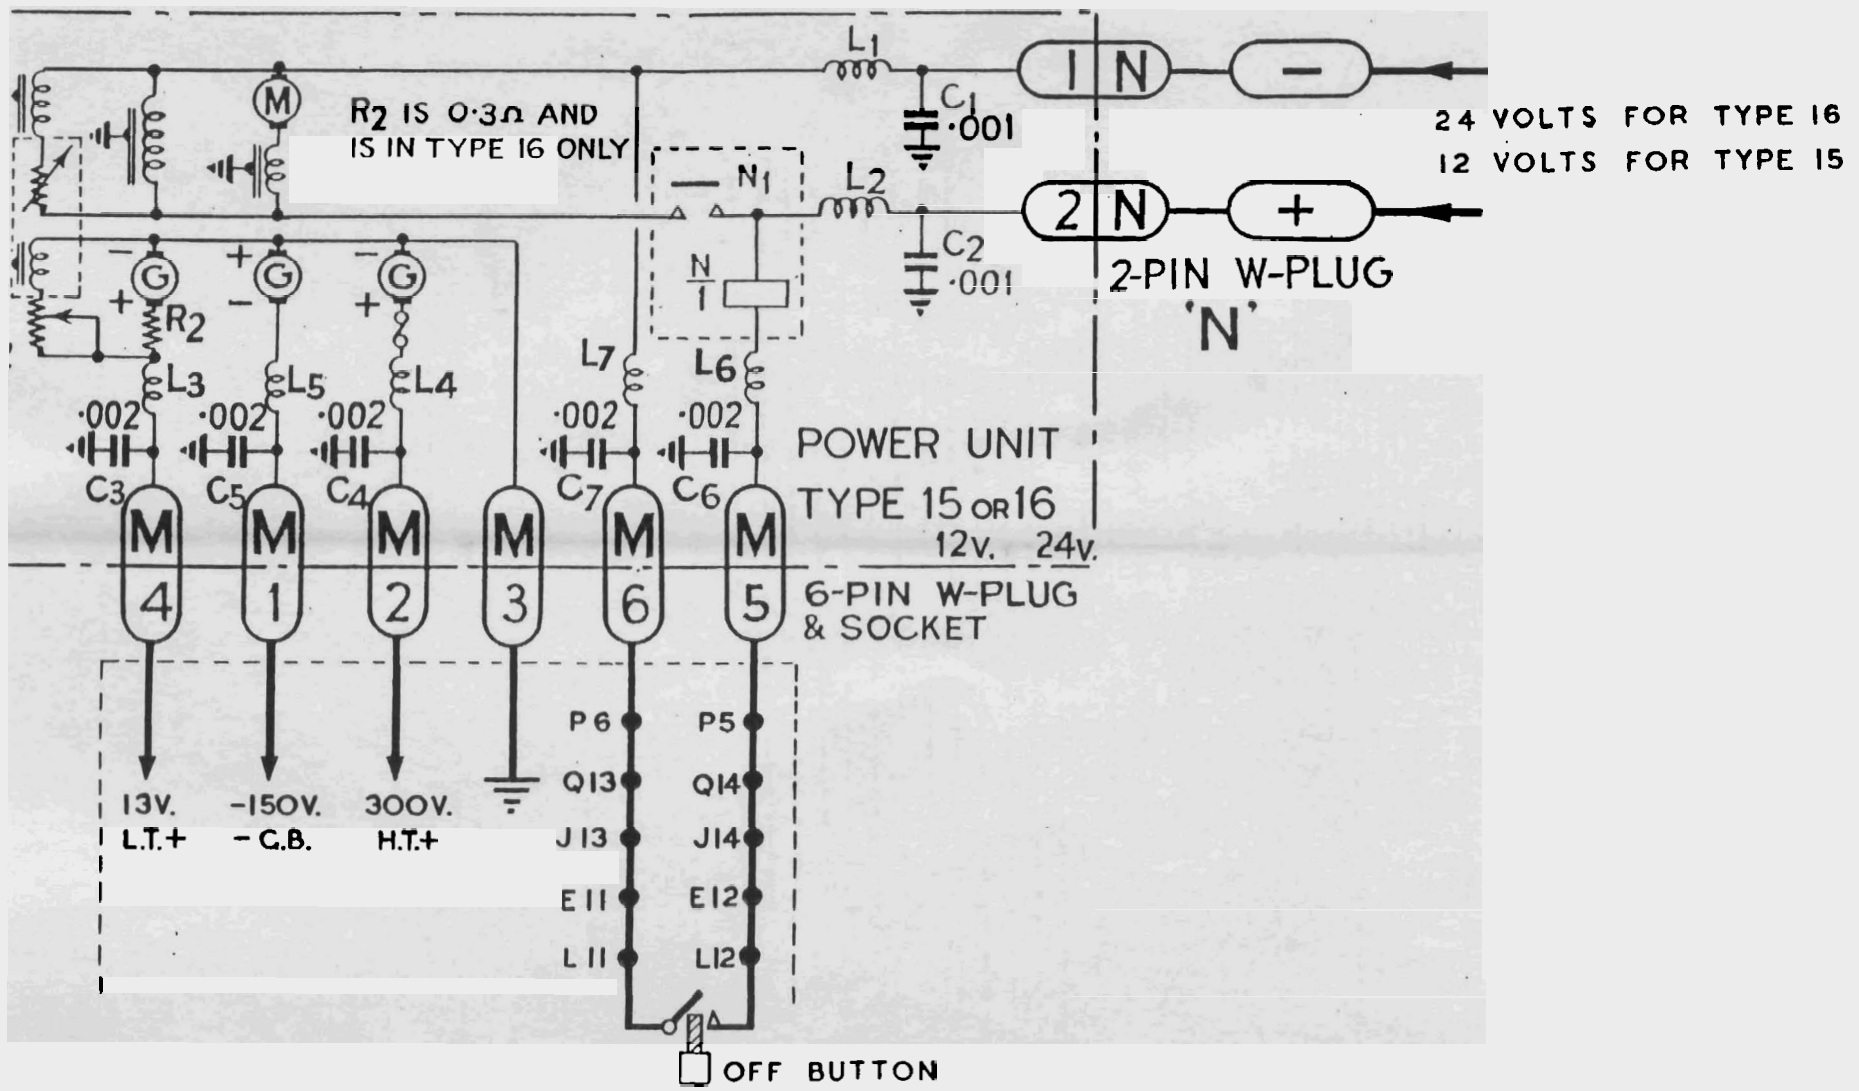 L1
1 N
−
C1
·001
24 VOLTS FOR TYPE 16
12 VOLTS FOR TYPE 15
M
R2 IS 0·3Ω AND
IS IN TYPE 16 ONLY
N1
L2
2 N
+
C2
·001
2-PIN W-PLUG
'N'
N
1
− + −
G G G
+ − +
R2
L3 L5 L4 L7 L6
·002 ·002 ·002 ·002 ·002
C3 C5 C4 C7 C6
POWER UNIT
TYPE 15 OR 16
12V. 24V.
M M M M M M
4 1 2 3 6 5
6-PIN W-PLUG
& SOCKET
P6 P5
Q13 Q14
13V. -150V. 300V.
L.T.+ -G.B. H.T.+
J13 J14
E11 E12
L11 L12
OFF BUTTON